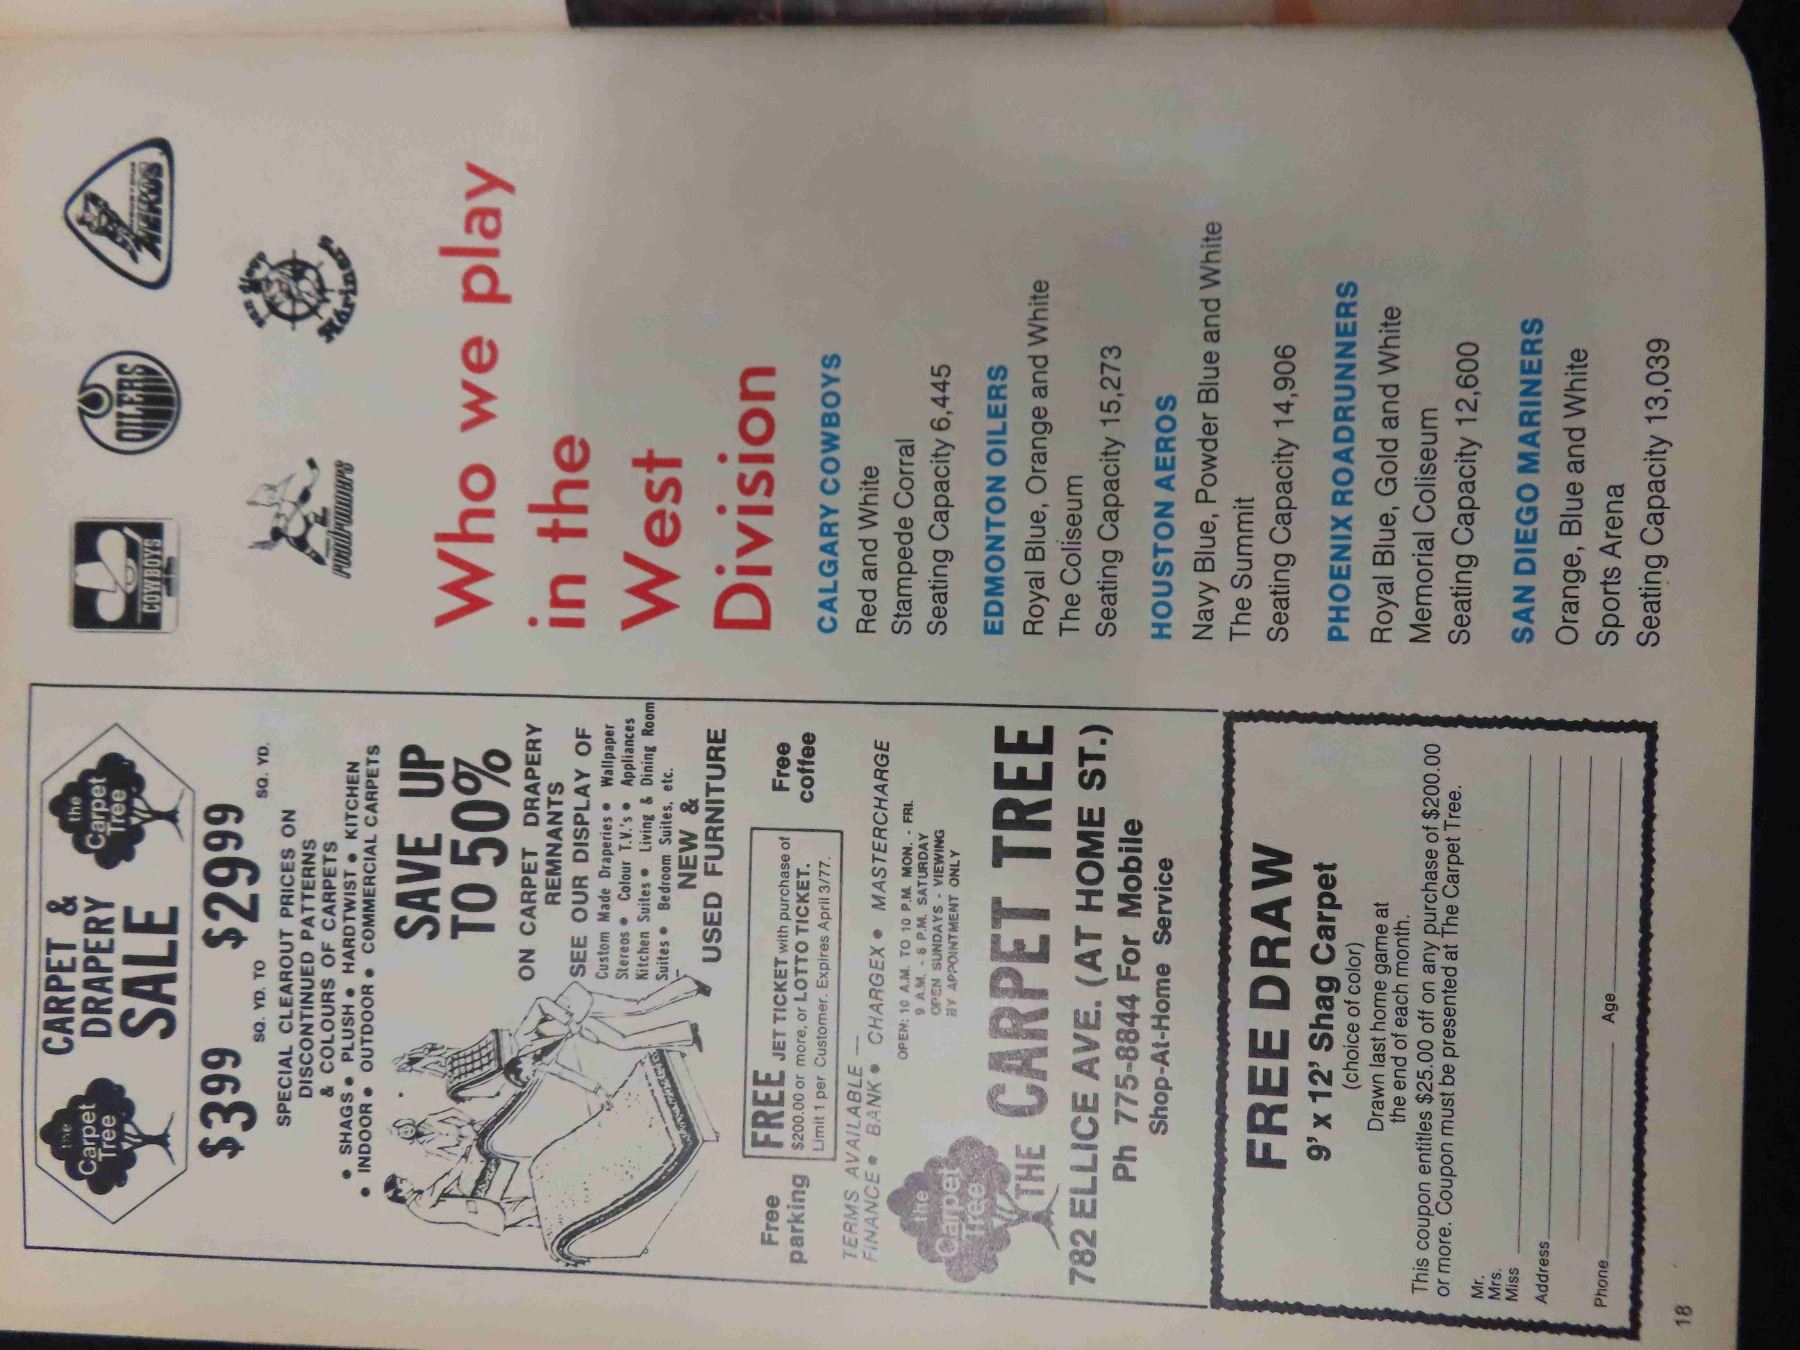 the
Carpet
Tree
CARPET &
DRAPERY
SALE
the
Carpet
Tree
$3.99 SQ. YD. TO $29.99 SQ. YD.
SPECIAL CLEAROUT PRICES ON
DISCONTINUED PATTERNS
& COLOURS OF CARPETS
• SHAGS • PLUSH • HARDTWIST • KITCHEN
• INDOOR • OUTDOOR • COMMERCIAL CARPETS
SAVE UP
TO 50%
ON CARPET DRAPERY
REMNANTS
SEE OUR DISPLAY OF
Custom Made Draperies • Wallpaper
Stereos • Colour T.V.'s • Appliances
Kitchen Suites • Living & Dining Room
Suites • Bedroom Suites, etc.
NEW &
USED FURNITURE
Free
parking
FREE JET TICKET with purchase of
$200.00 or more, or LOTTO TICKET.
Limit 1 per Customer. Expires April 3/77.
Free
coffee
TERMS AVAILABLE —
FINANCE • BANK • CHARGEX • MASTERCHARGE
OPEN: 10 A.M. TO 10 P.M. MON. - FRI.
9 A.M. - 6 P.M. SATURDAY
OPEN SUNDAYS - VIEWING
BY APPOINTMENT ONLY
the
Carpet
Tree
THE CARPET TREE
782 ELLICE AVE. (AT HOME ST.)
Ph 775-8844 For Mobile
Shop-At-Home Service
FREE DRAW
9' x 12' Shag Carpet
(choice of color)
Drawn last home game at
the end of each month.
This coupon entitles $25.00 off on any purchase of $200.00
or more. Coupon must be presented at The Carpet Tree.
Mr.
Mrs.
Miss
Address
Phone Age
18
COWBOYS
OILERS
AEROS
ROADRUNNERS
San Diego
Mariners
Who we play
in the
West
Division
CALGARY COWBOYS
Red and White
Stampede Corral
Seating Capacity 6,445
EDMONTON OILERS
Royal Blue, Orange and White
The Coliseum
Seating Capacity 15,273
HOUSTON AEROS
Navy Blue, Powder Blue and White
The Summit
Seating Capacity 14,906
PHOENIX ROADRUNNERS
Royal Blue, Gold and White
Memorial Coliseum
Seating Capacity 12,600
SAN DIEGO MARINERS
Orange, Blue and White
Sports Arena
Seating Capacity 13,039